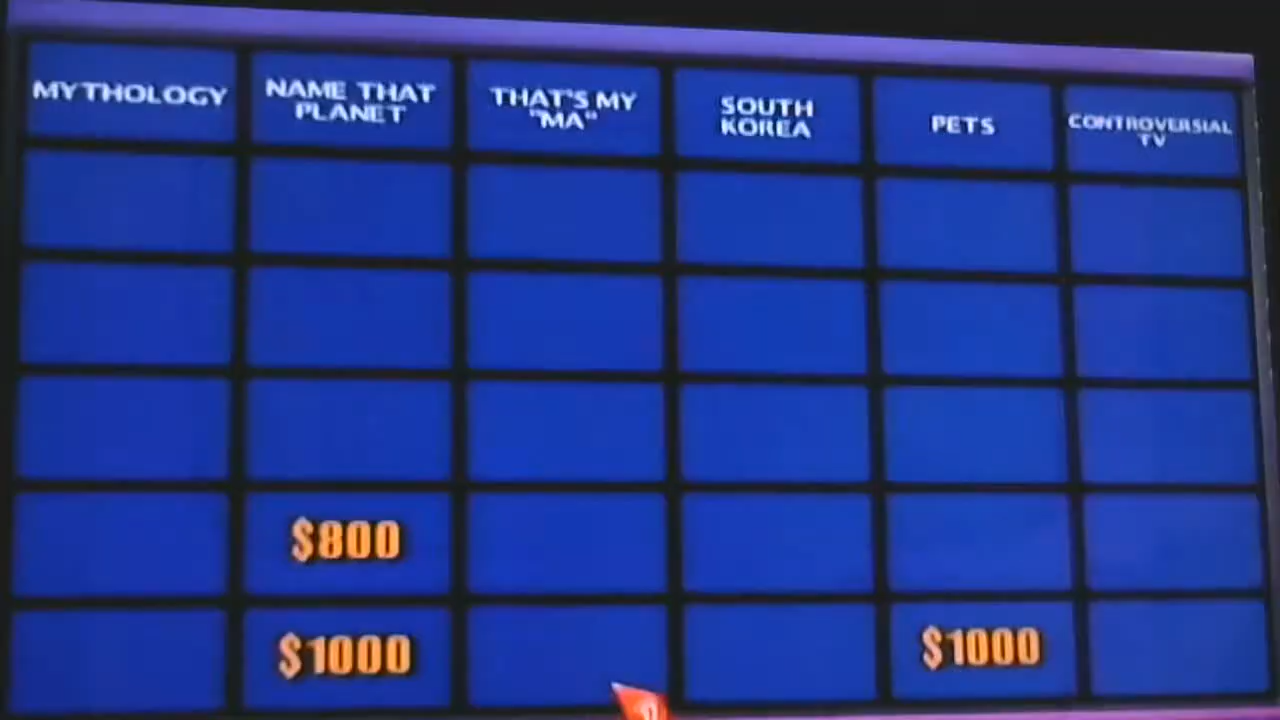 MYTHOLOGY
NAME THAT
PLANET
THAT'S MY
"MA"
SOUTH
KOREA
PETS
CONTROVERSIAL
TV
$800
$1000
$1000